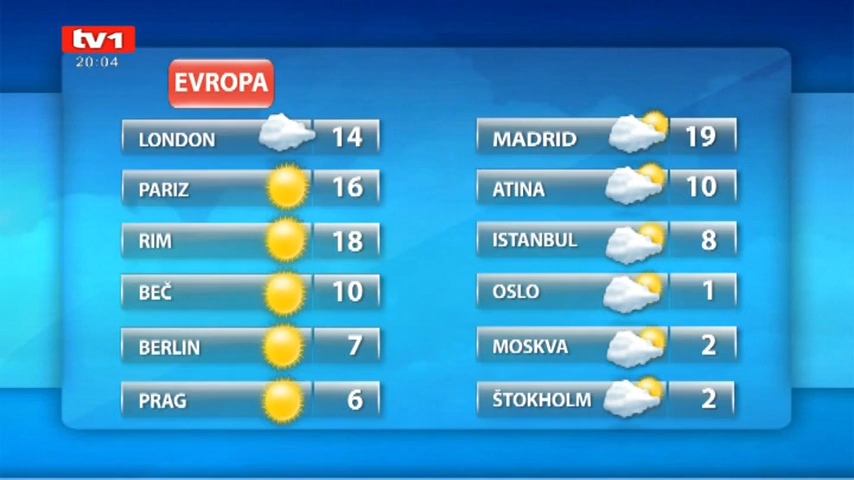 tv1
20:04
EVROPA
LONDON 14
PARIZ 16
RIM 18
BEČ 10
BERLIN 7
PRAG 6
MADRID 19
ATINA 10
ISTANBUL 8
OSLO 1
MOSKVA 2
ŠTOKHOLM 2